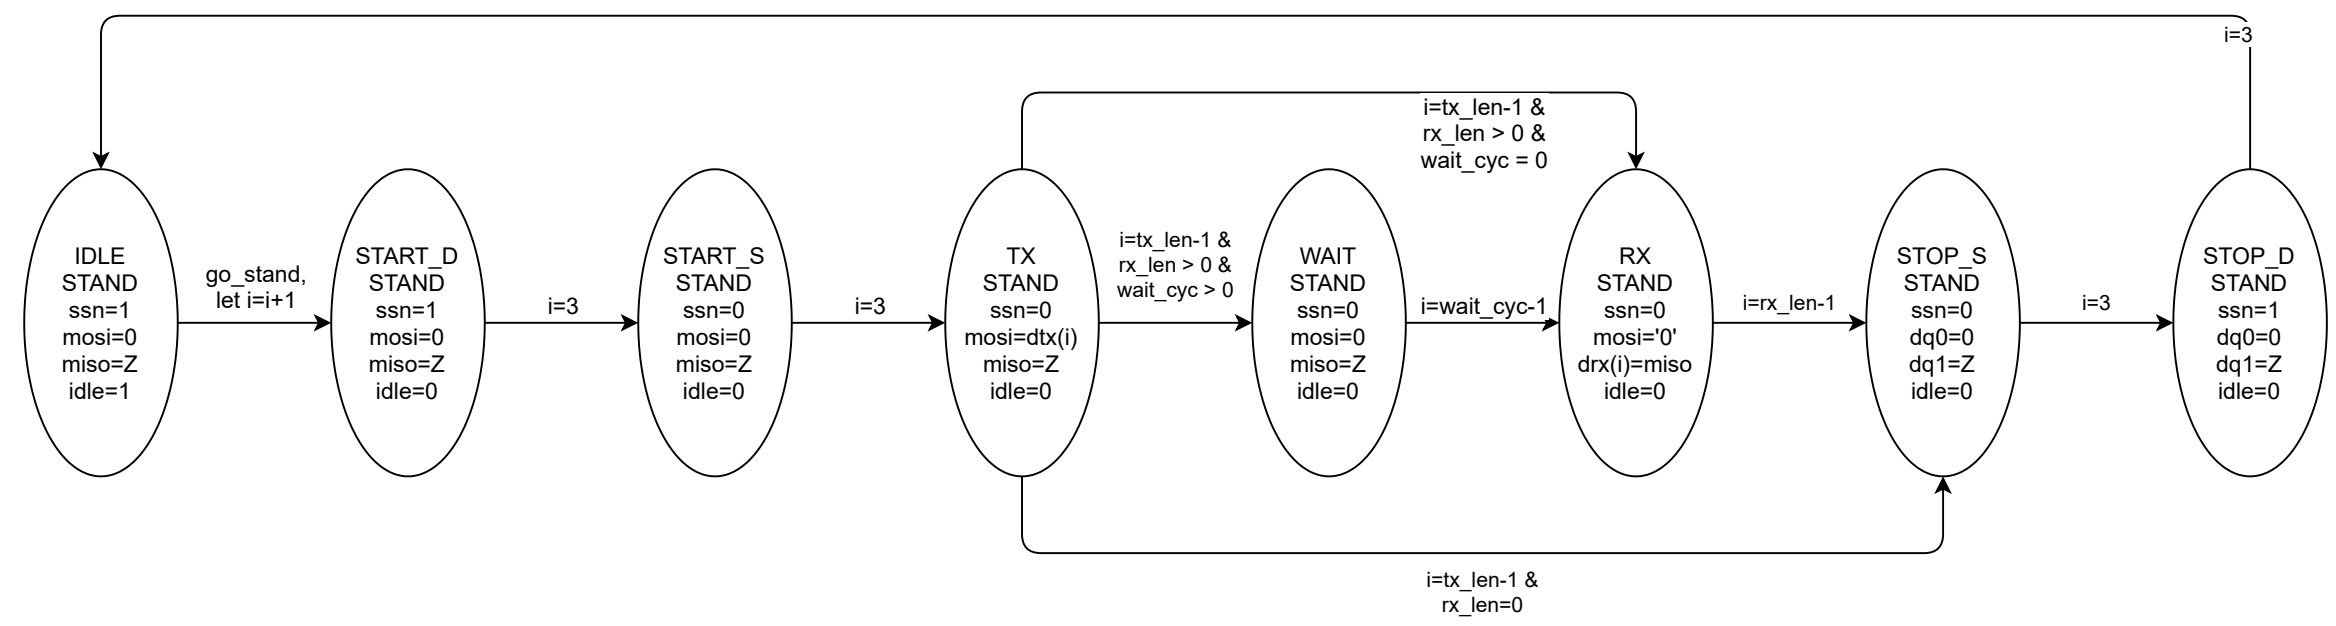 i=3
i=tx_len-1 &
rx_len > 0 &
wait_cyc = 0
IDLE
STAND
ssn=1
mosi=0
miso=Z
idle=1
go_stand,
let i=i+1
START_D
STAND
ssn=1
mosi=0
miso=Z
idle=0
i=3
START_S
STAND
ssn=0
mosi=0
miso=Z
idle=0
i=3
TX
STAND
ssn=0
mosi=dtx(i)
miso=Z
idle=0
i=tx_len-1 &
rx_len > 0 &
wait_cyc > 0
WAIT
STAND
ssn=0
mosi=0
miso=Z
idle=0
i=wait_cyc-1
RX
STAND
ssn=0
mosi='0'
drx(i)=miso
idle=0
i=rx_len-1
STOP_S
STAND
ssn=0
dq0=0
dq1=Z
idle=0
i=3
STOP_D
STAND
ssn=1
dq0=0
dq1=Z
idle=0
i=tx_len-1 &
rx_len=0